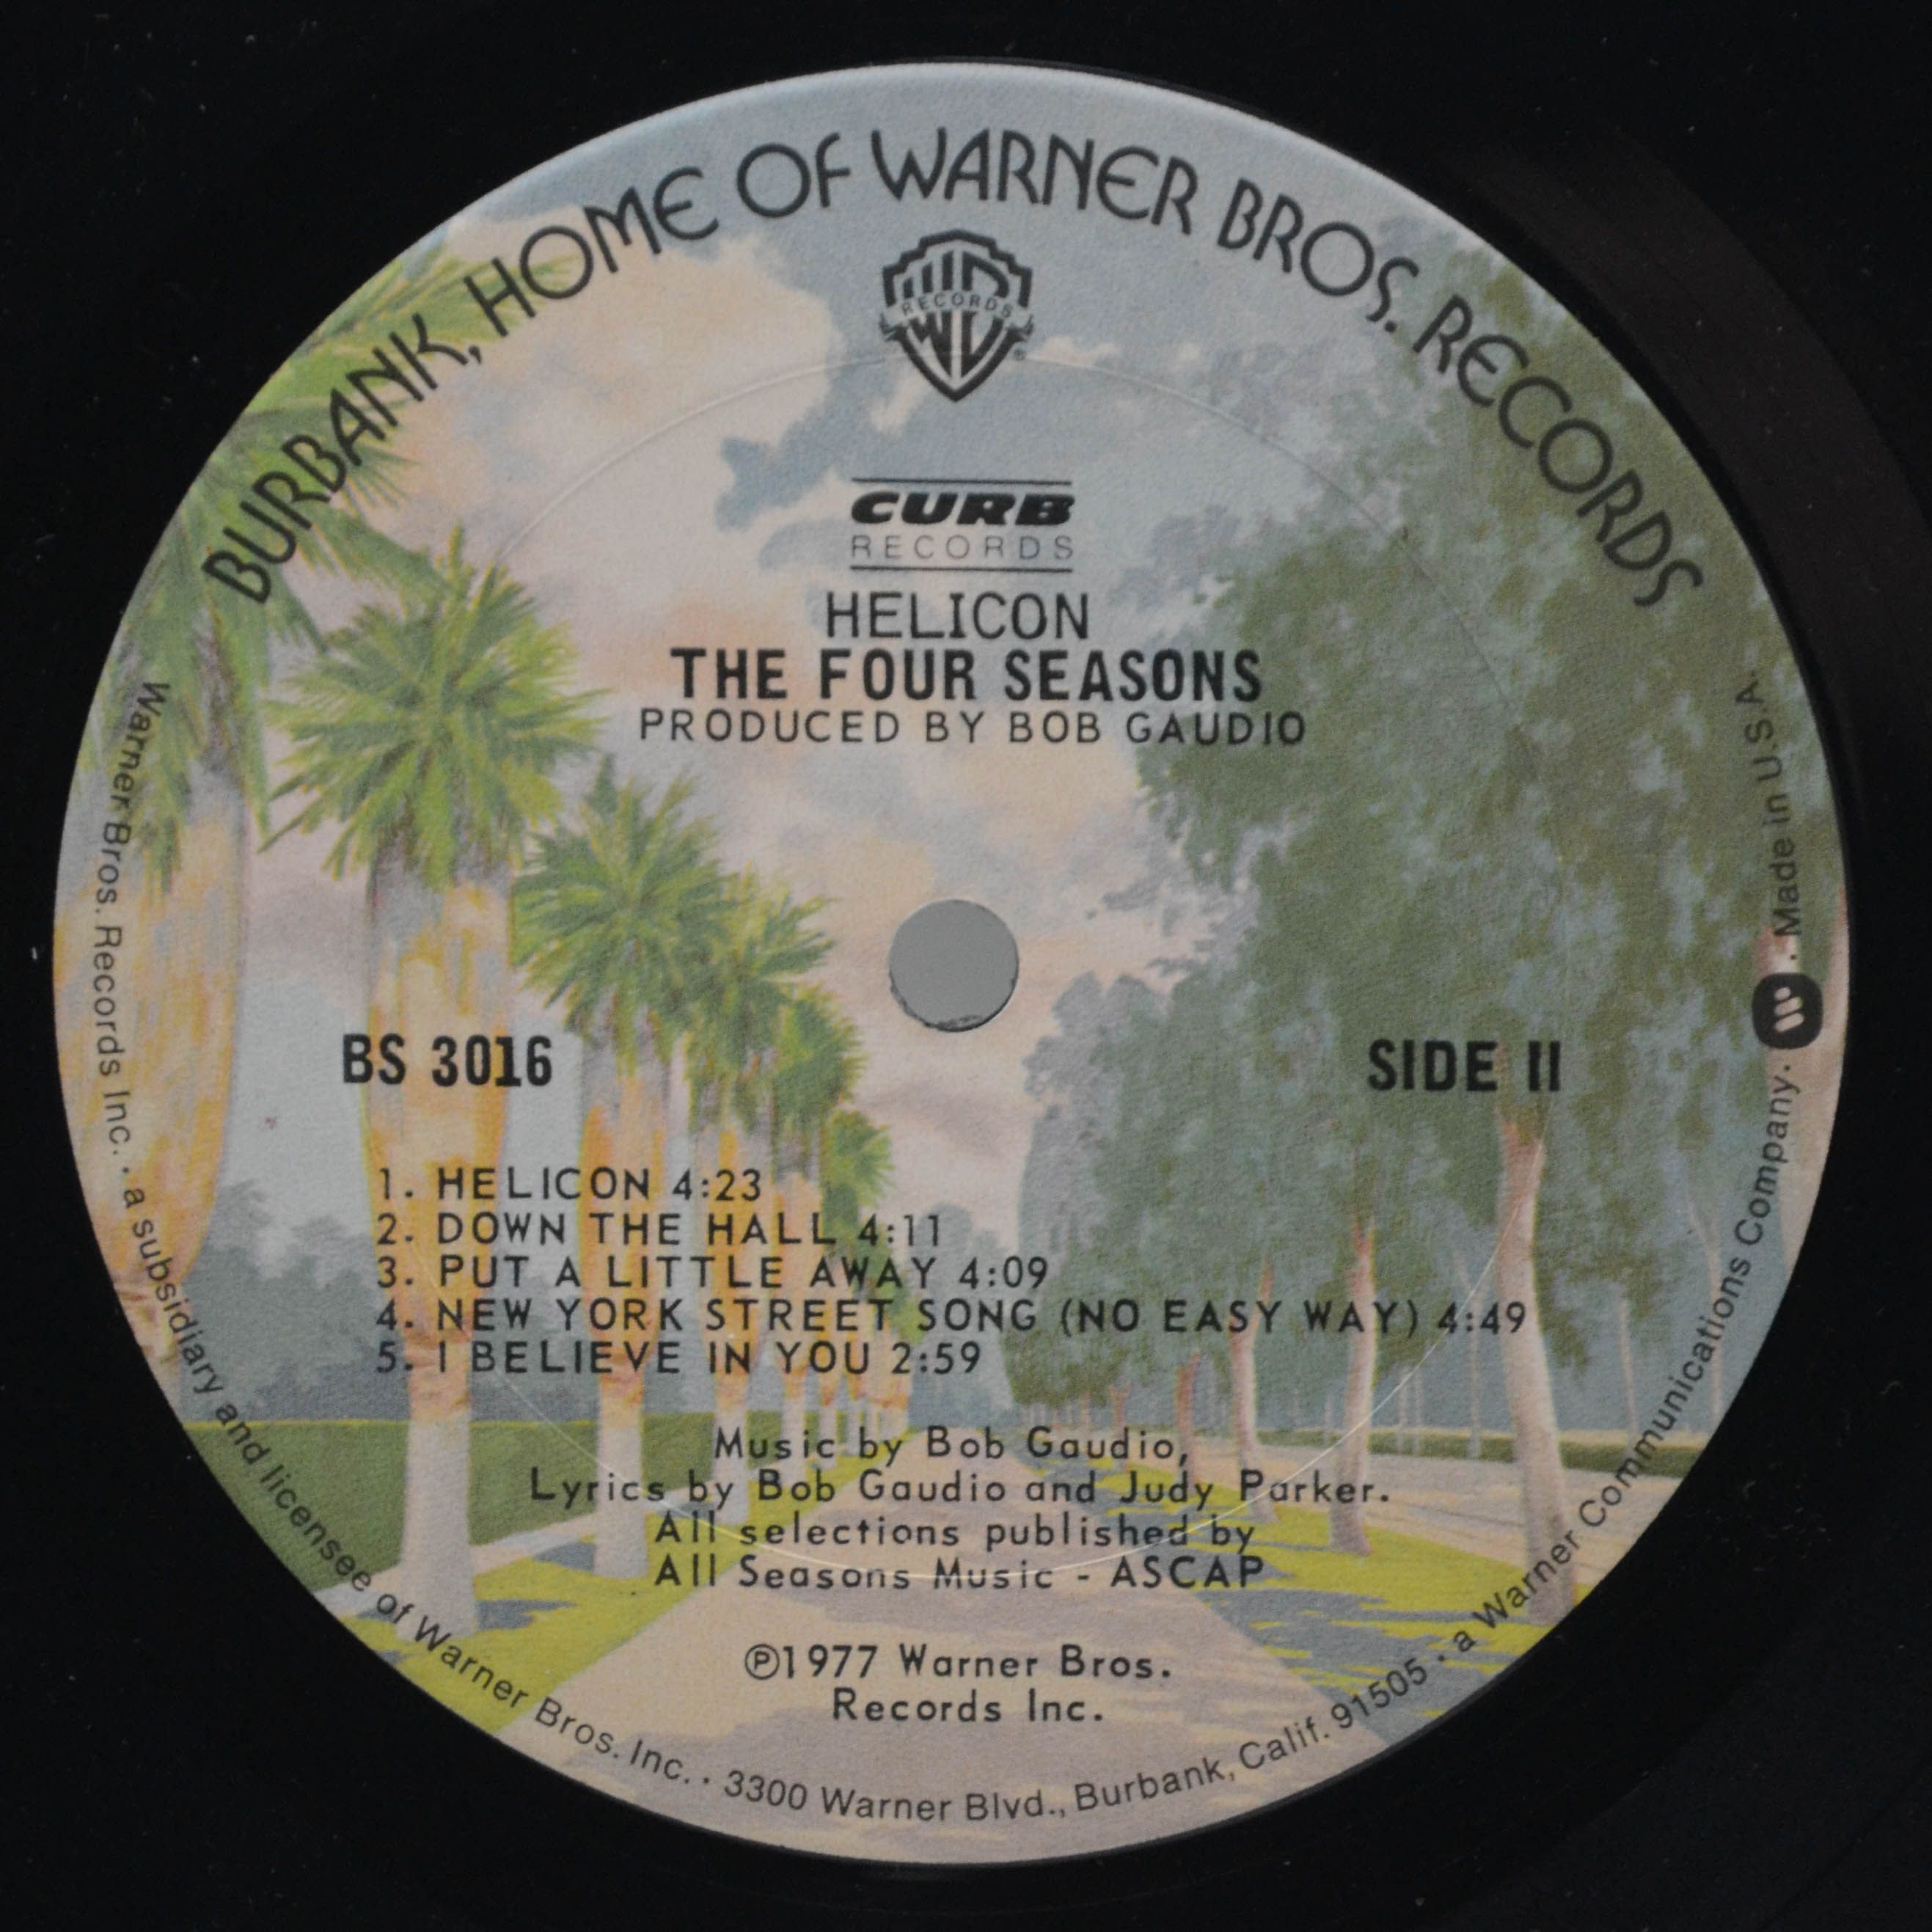 BURBANK, HOME OF WARNER BROS. RECORDS
WB
RECORDS
®
CURB
RECORDS
HELICON
THE FOUR SEASONS
PRODUCED BY BOB GAUDIO
BS 3016
SIDE II
1. HELICON 4:23
2. DOWN THE HALL 4:11
3. PUT A LITTLE AWAY 4:09
4. NEW YORK STREET SONG (NO EASY WAY) 4:49
5. I BELIEVE IN YOU 2:59
Music by Bob Gaudio,
Lyrics by Bob Gaudio and Judy Parker.
All selections published by
All Seasons Music - ASCAP
℗1977 Warner Bros.
Records Inc.
Warner Bros. Records Inc. · a subsidiary and licensee of Warner Bros. Inc. · 3300 Warner Blvd., Burbank, Calif. 91505 · a Warner Communications Company. · Made in U.S.A.